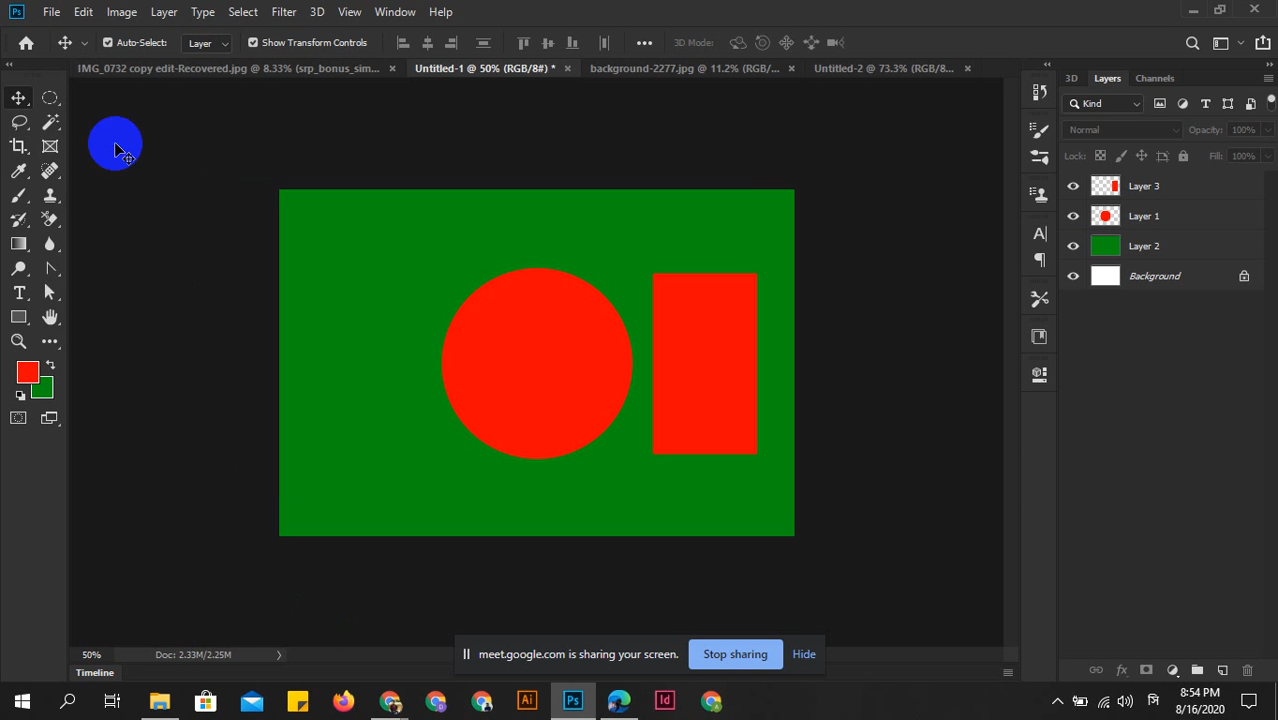 Ps File Edit Image Layer Type Select Filter 3D View Window Help
Auto-Select: Layer Show Transform Controls 3D Mode:
IMG_0732 copy edit-Recovered.jpg @ 8.33% (srp_bonus_sim... Untitled-1 @ 50% (RGB/8#) * background-2277.jpg @ 11.2% (RGB/... Untitled-2 @ 73.3% (RGB/8...
3D Layers Channels
Kind
Normal Opacity: 100%
Lock: Fill: 100%
Layer 3
Layer 1
Layer 2
Background
50% Doc: 2.33M/2.25M
meet.google.com is sharing your screen. Stop sharing Hide
Timeline
Ai Ps Id
8:54 PM
8/16/2020